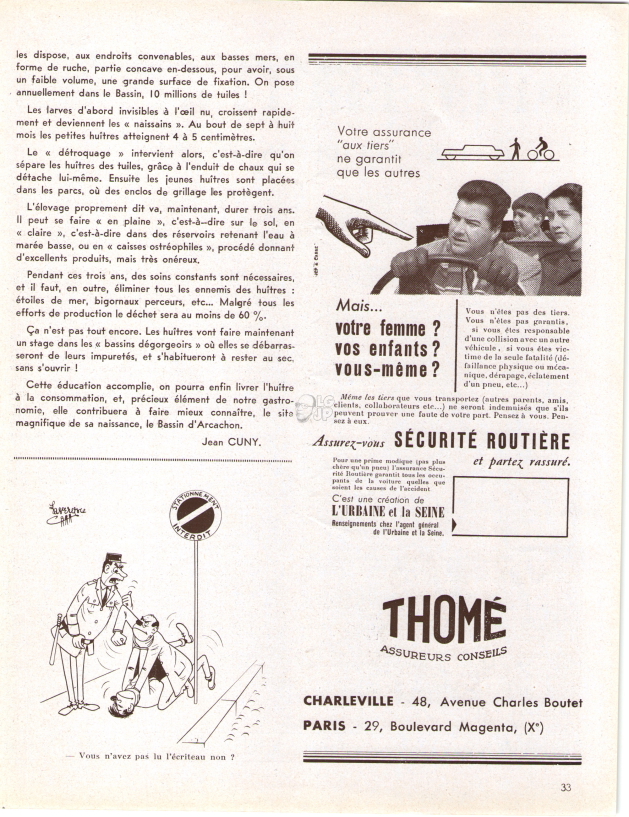 les dispose, aux endroits convenables, aux basses mers, en
forme de ruche, partie concave en-dessous, pour avoir, sous
un faible volume, une grande surface de fixation. On pose
annuellement dans le Bassin, 10 millions de tuiles !
Les larves d'abord invisibles à l'œil nu, croissent rapide-
ment et deviennent les « naissains ». Au bout de sept à huit
mois les petites huîtres atteignent 4 à 5 centimètres.
Le « détroquage » intervient alors, c'est-à-dire qu'on
sépare les huîtres des tuiles, grâce à l'enduit de chaux qui se
détache lui-même. Ensuite les jeunes huîtres sont placées
dans les parcs, où des enclos de grillage les protègent.
L'élevage proprement dit va, maintenant, durer trois ans.
Il peut se faire « en plaine », c'est-à--dire sur le sol, en
« claire », c'est-à-dire dans des réservoirs retenant l'eau à
marée basse, ou en « caisses ostréophiles », procédé donnant
d'excellents produits, mais très onéreux.
Pendant ces trois ans, des soins constants sont nécessaires,
et il faut, en outre, éliminer tous les ennemis des huîtres :
étoiles de mer, bigornaux perceurs, etc... Malgré tous les
efforts de production le déchet sera au moins de 60 %.
Ça n'est pas tout encore. Les huîtres vont faire maintenant
un stage dans les « bassins dégorgeoirs » où elles se débarras-
seront de leurs impuretés, et s'habitueront à rester au sec
sans s'ouvrir !
Cette éducation accomplie, on pourra enfin livrer l'huître
à la consommation, et, précieux élément de notre gastro-
nomie, elle contribuera à faire mieux connaître, le site
magnifique de sa naissance, le Bassin d'Arcachon.
Jean CUNY.
STATIONNEMENT
INTERDIT
— Vous n'avez pas lu l'écriteau non ?
Votre assurance
"aux tiers"
ne garantit
que les autres
Mais...
votre femme ?
vos enfants ?
vous-même ?
Vous n'êtes pas des tiers.
Vous n'êtes pas garantis,
si vous êtes responsable
d'une collision avec un autre
véhicule, si vous êtes vic-
time de la seule fatalité (dé-
faillance physique ou méca-
nique, dérapage, éclatement
d'un pneu, etc...)
Même les tiers que vous transportez (autres parents, amis,
clients, collaborateurs etc...) ne seront indemnisés que s'ils
peuvent prouver une faute de votre part. Pensez à vous. Pen-
sez à eux.
Assurez-vous SÉCURITÉ ROUTIÈRE
et partez rassuré.
Pour une prime modique (pas plus
chère qu'un pneu) l'assurance Sécu-
rité Routière garantit tous les occu-
pants de la voiture quelles que
soient les causes de l'accident
C'est une création de
L'URBAINE et la SEINE
Renseignements chez l'agent général
de l'Urbaine et la Seine.
THOMÉ
ASSUREURS CONSEILS
CHARLEVILLE - 48, Avenue Charles Boutet
PARIS - 29, Boulevard Magenta, (Xe)
33